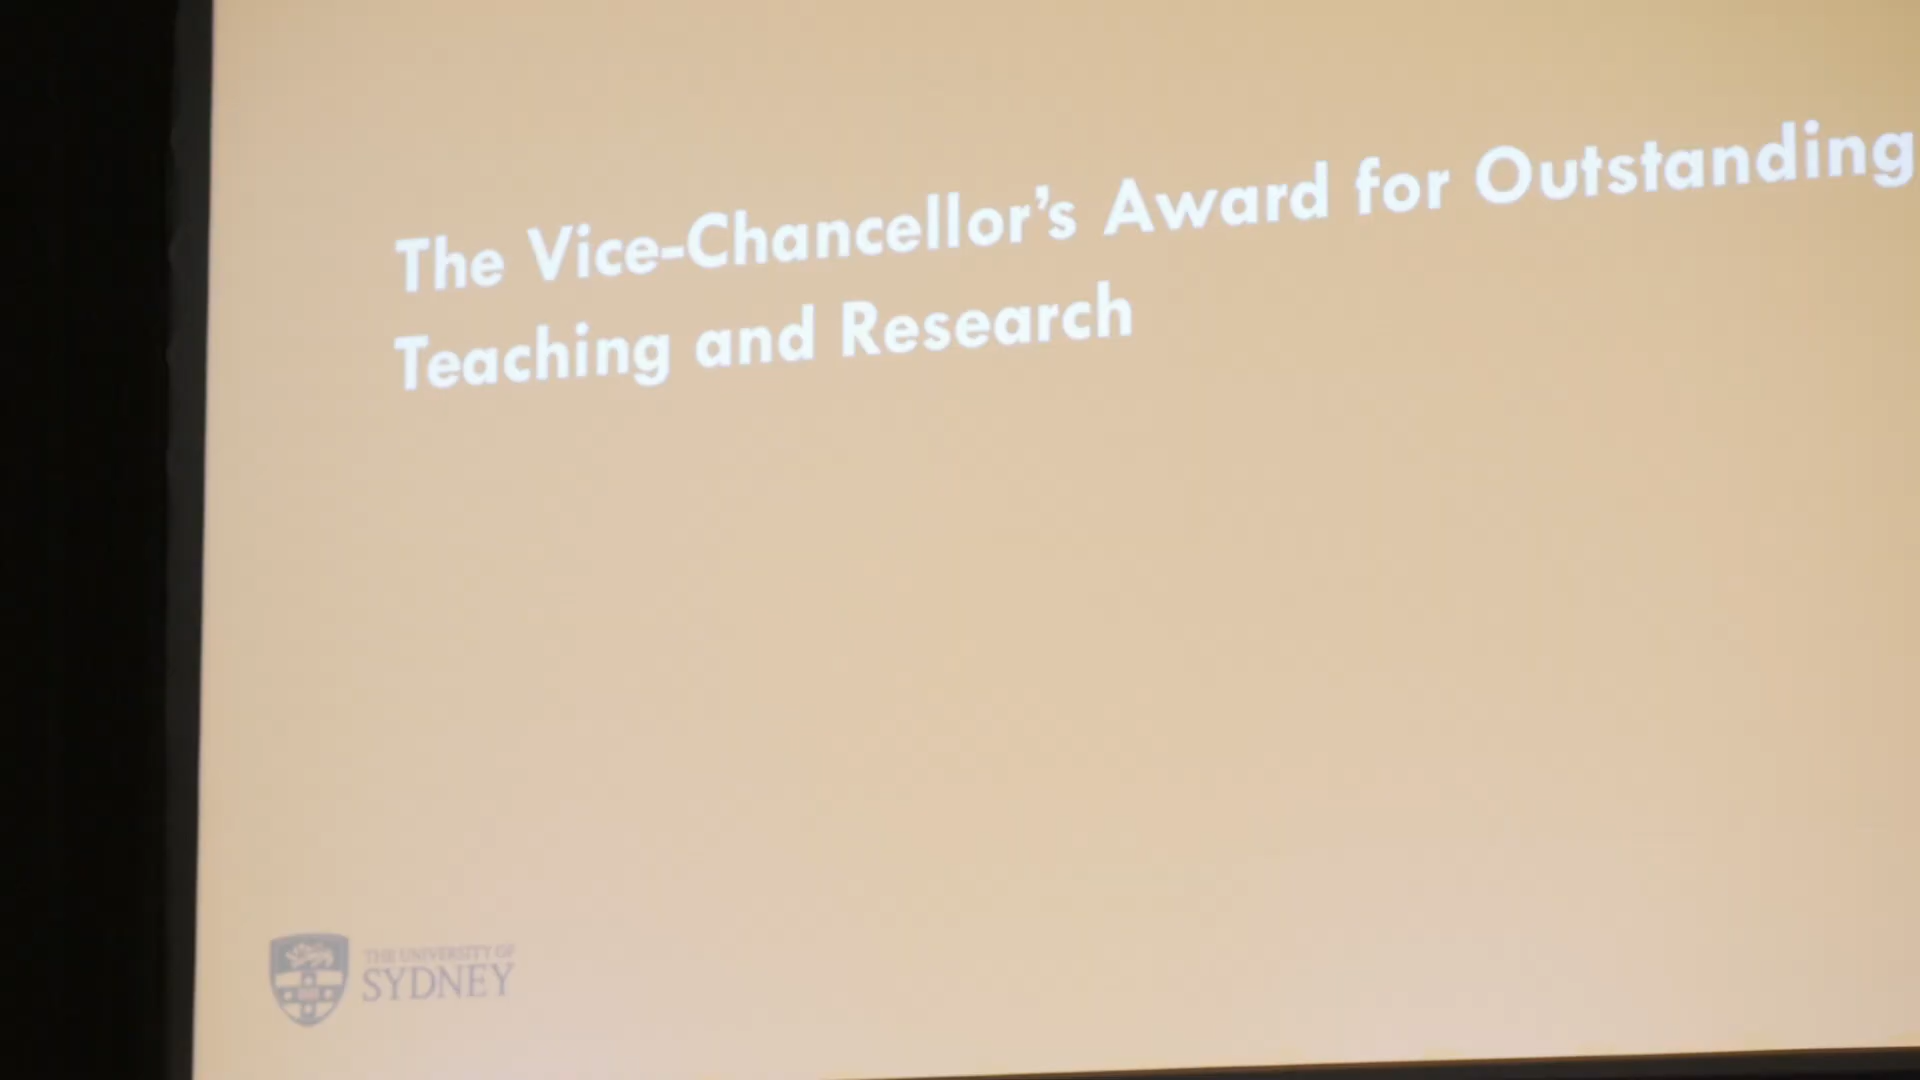 The Vice-Chancellor’s Award for Outstanding
Teaching and Research
THE UNIVERSITY OF
SYDNEY